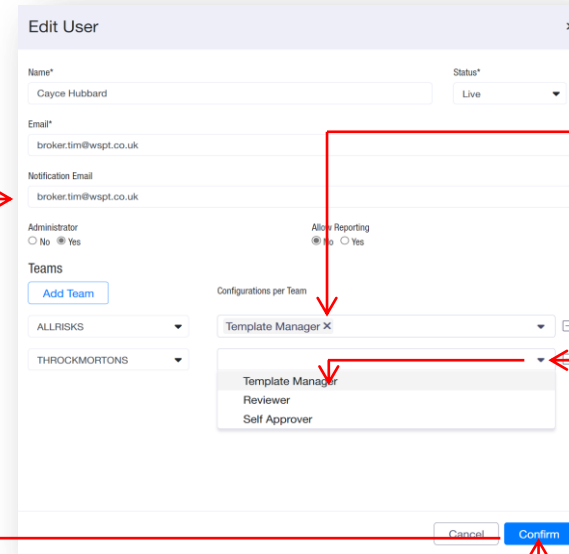 Edit User
Name*
Status*
Cayce Hubbard
Live
Email*
broker.tim@wspt.co.uk
Notification Email
broker.tim@wspt.co.uk
Administrator
Allow Reporting
No Yes
No Yes
Teams
Add Team
Configurations per Team
ALLRISKS
Template Manager ×
THROCKMORTONS
Template Manager
Reviewer
Self Approver
Cancel
Confirm